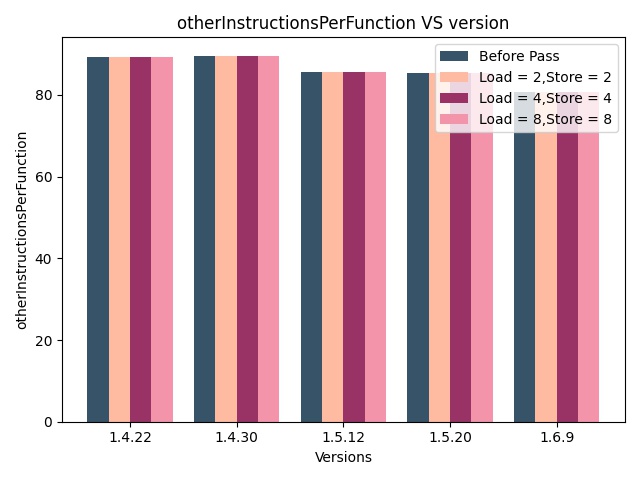 otherInstructionsPerFunction VS version
Before Pass
Load = 2,Store = 2
Load = 4,Store = 4
Load = 8,Store = 8
otherInstructionsPerFunction
80
60
40
20
0
1.4.22 1.4.30 1.5.12 1.5.20 1.6.9
Versions